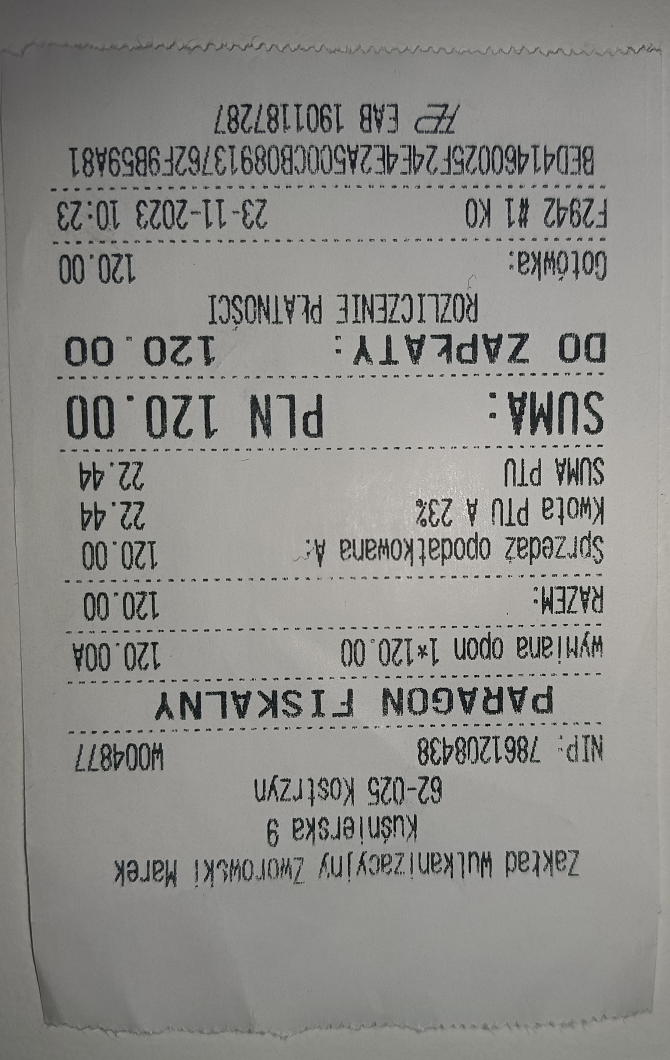 Zakład Wulkanizacyjny Zworowski Marek
Kuśnierska 9
62-025 Kostrzyn
NIP: 7861208438 W004877
PARAGON FISKALNY
wymiana opon 1*120.00 120.00A
RAZEM: 120.00
Sprzedaż opodatkowana A: 120.00
Kwota PTU A 23% 22.44
SUMA PTU 22.44
SUMA: PLN 120.00
DO ZAPŁATY: 120.00
ROZLICZENIE PŁATNOŚCI
Gotówka: 120.00
F2942 #1 KO 23-11-2023 10:23
BED41460025F24E4E2A500CB08913762F9B59A81
EAB 1901187287